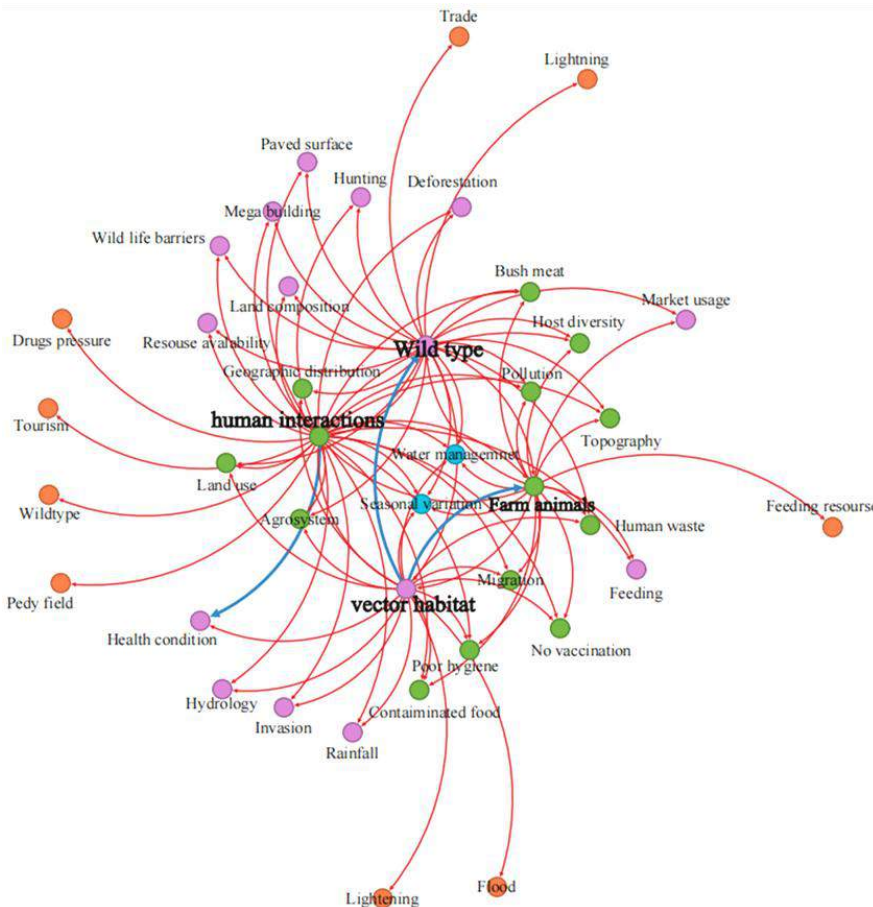 Trade
Lightning
Paved surface
Hunting
Deforestation
Mega building
Wild life barriers
Bush meat
Land composition
Market usage
Host diversity
Drugs pressure
Resouse avalability
Wild type
Geographic distribution
Pollution
human interactions
Tourism
Topography
Water managemnet
Land use
Wildtype
Seasonal variation
Farm animals
Feeding resourse
Agrosystem
Human waste
Migration
Feeding
Pedy field
vector habitat
Health condition
No vaccination
Poor hygiene
Hydrology
Contaiminated food
Invasion
Rainfall
Flood
Lightening